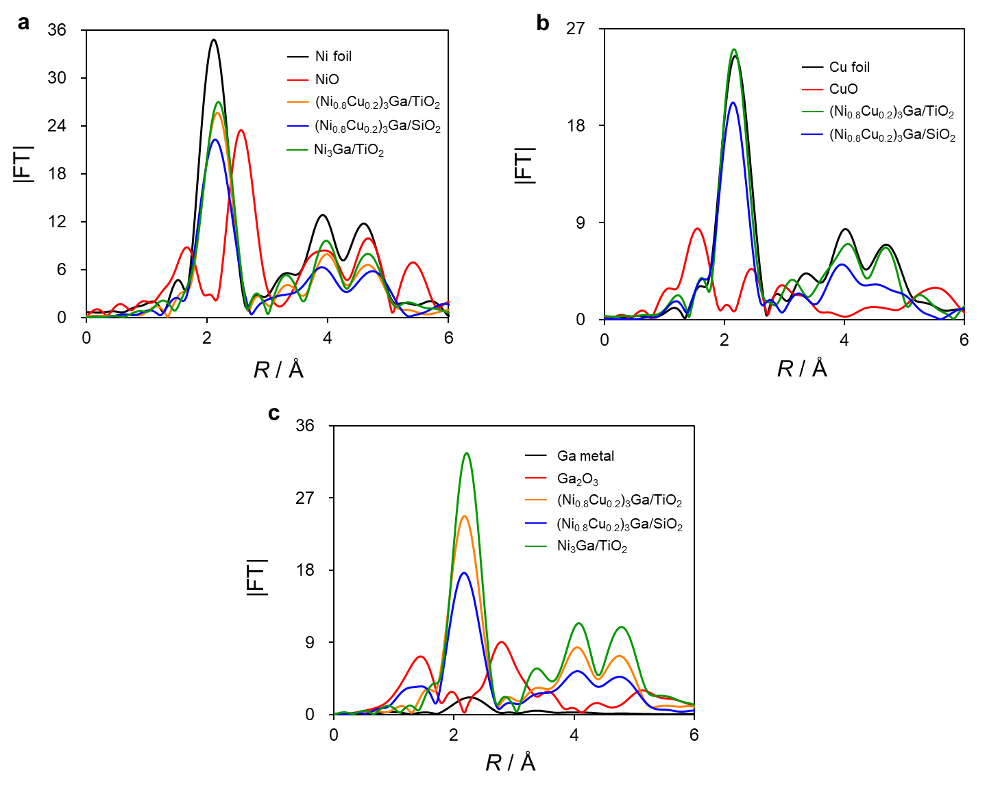 a
36
30
24
18
12
6
0
|FT|
Ni foil
NiO
(Ni0.8Cu0.2)3Ga/TiO2
(Ni0.8Cu0.2)3Ga/SiO2
Ni3Ga/TiO2
0 2 4 6
R / Å
b
27
18
9
0
|FT|
Cu foil
CuO
(Ni0.8Cu0.2)3Ga/TiO2
(Ni0.8Cu0.2)3Ga/SiO2
0 2 4 6
R / Å
c
36
27
18
9
0
|FT|
Ga metal
Ga2O3
(Ni0.8Cu0.2)3Ga/TiO2
(Ni0.8Cu0.2)3Ga/SiO2
Ni3Ga/TiO2
0 2 4 6
R / Å